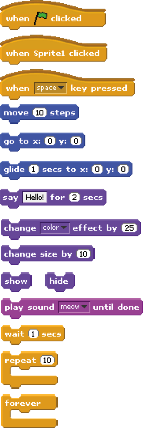 when clicked
when Sprite1 clicked
when space key pressed
move 10 steps
go to x: 0 y: 0
glide 1 secs to x: 0 y: 0
say Hello! for 2 secs
change color effect by 25
change size by 10
show hide
play sound meow until done
wait 1 secs
repeat 10
forever